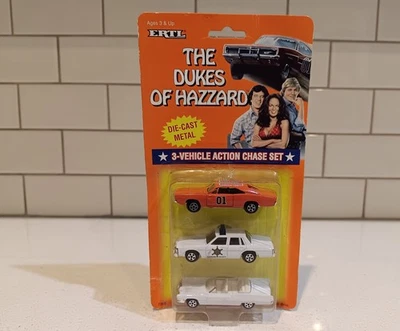 Ages 3 & Up
ERTL
THE
DUKES
OF HAZZARD
DIE-CAST
METAL
★ 3-VEHICLE ACTION CHASE SET ★
01